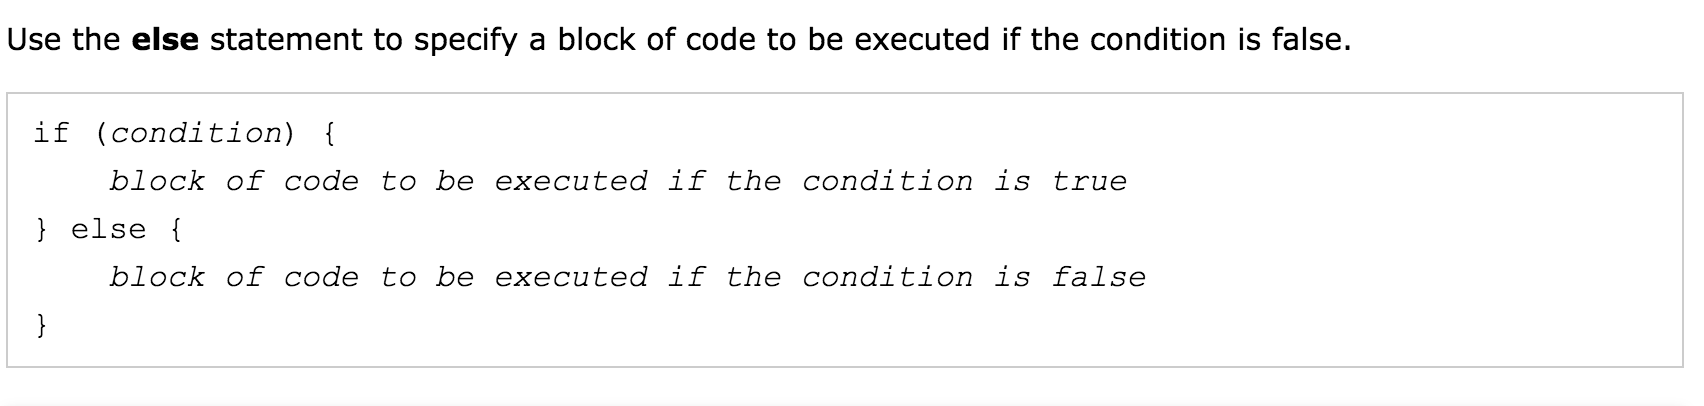 Use the else statement to specify a block of code to be executed if the condition is false.
if (condition) {
    block of code to be executed if the condition is true
} else {
    block of code to be executed if the condition is false
}